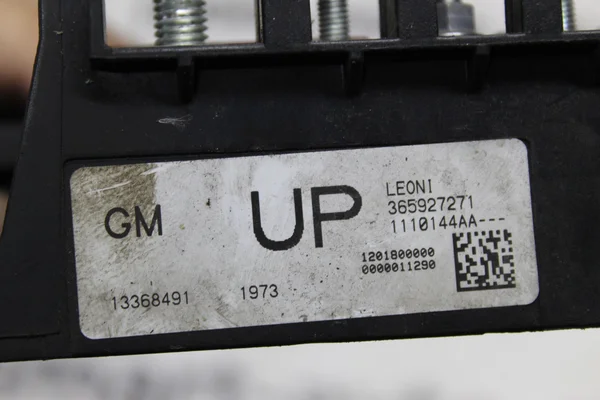 GM
UP
LEONI
365927271
1110144AA---
1201800000
0000011290
13368491
1973